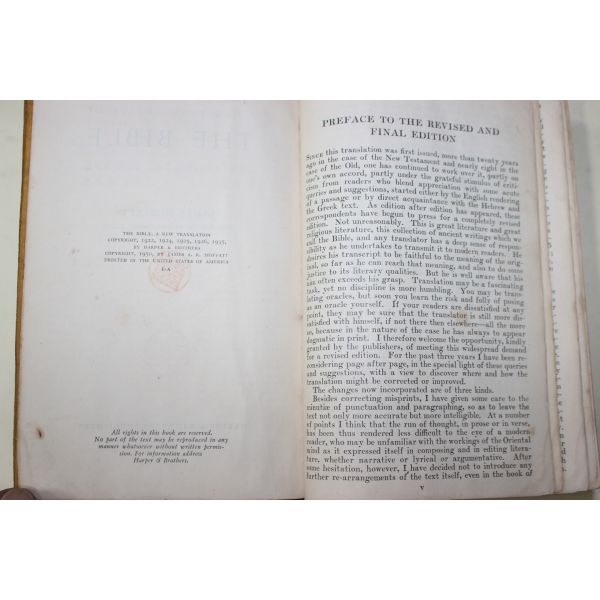 THE BIBLE: A NEW TRANSLATION
COPYRIGHT, 1922, 1924, 1925, 1926, 1935,
BY HARPER & BROTHERS
COPYRIGHT, 1950, BY JAMES A. R. MOFFATT
PRINTED IN THE UNITED STATES OF AMERICA
All rights in this book are reserved.
No part of the text may be reproduced in any
manner whatsoever without written permis-
sion. For information address
Harper & Brothers.
PREFACE TO THE REVISED AND
FINAL EDITION
SINCE this translation was first issued, more than twenty years
ago in the case of the New Testament and nearly eight in the
case of the Old, one has continued to work over it, partly on
one's own accord, partly under the grateful stimulus of criti-
cism from readers who blend appreciation with some acute
queries and suggestions, started either by the English rendering
of a passage or by direct acquaintance with the Hebrew and
the Greek text. As edition after edition has appeared, these
correspondents have begun to press for a completely revised
edition. Not unreasonably. This is great literature and great
religious literature, this collection of ancient writings which we
call the Bible, and any translator has a deep sense of respon-
sibility as he undertakes to transmit it to modern readers. He
desires his transcript to be faithful to the meaning of the orig-
inal, so far as he can reach that meaning, and also to do some
justice to its literary qualities. But he is well aware that his
aim often exceeds his grasp. Translation may be a fascinating
task, yet no discipline is more humbling. You may be trans-
lating oracles, but soon you learn the risk and folly of posing
as an oracle yourself. If your readers are dissatisfied at any
point, they may be sure that the translator is still more dis-
satisfied with himself, if not there then elsewhere—all the more
so, because in the nature of the case he has always to appear
dogmatic in print. I therefore welcome the opportunity, kindly
granted by the publishers, of meeting this widespread demand
for a revised edition. For the past three years I have been re-
considering page after page, in the special light of these queries
and suggestions, with a view to discover where and how the
translation might be corrected or improved.
The changes now incorporated are of three kinds.
Besides correcting misprints, I have given some care to the
minutiæ of punctuation and paragraphing, so as to leave the
text not only more accurate but more intelligible. At a number
of points I think that the run of thought, in prose or in verse,
has been thus rendered less difficult to the eye of a modern
reader, who may be unfamiliar with the workings of the Oriental
mind as it expressed itself in composing and in editing litera-
ture, whether narrative or lyrical or argumentative. After
some hesitation, however, I have decided not to introduce any
further re-arrangements of the text itself, even in the book of
v